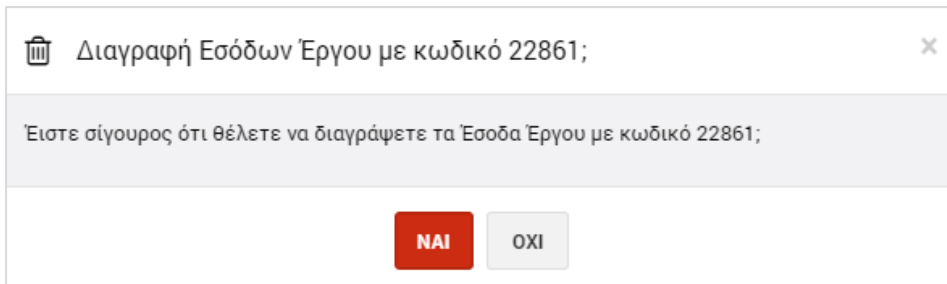 Διαγραφή Εσόδων Έργου με κωδικό 22861;
Έιστε σίγουρος ότι θέλετε να διαγράψετε τα Έσοδα Έργου με κωδικό 22861;
ΝΑΙ ΟΧΙ